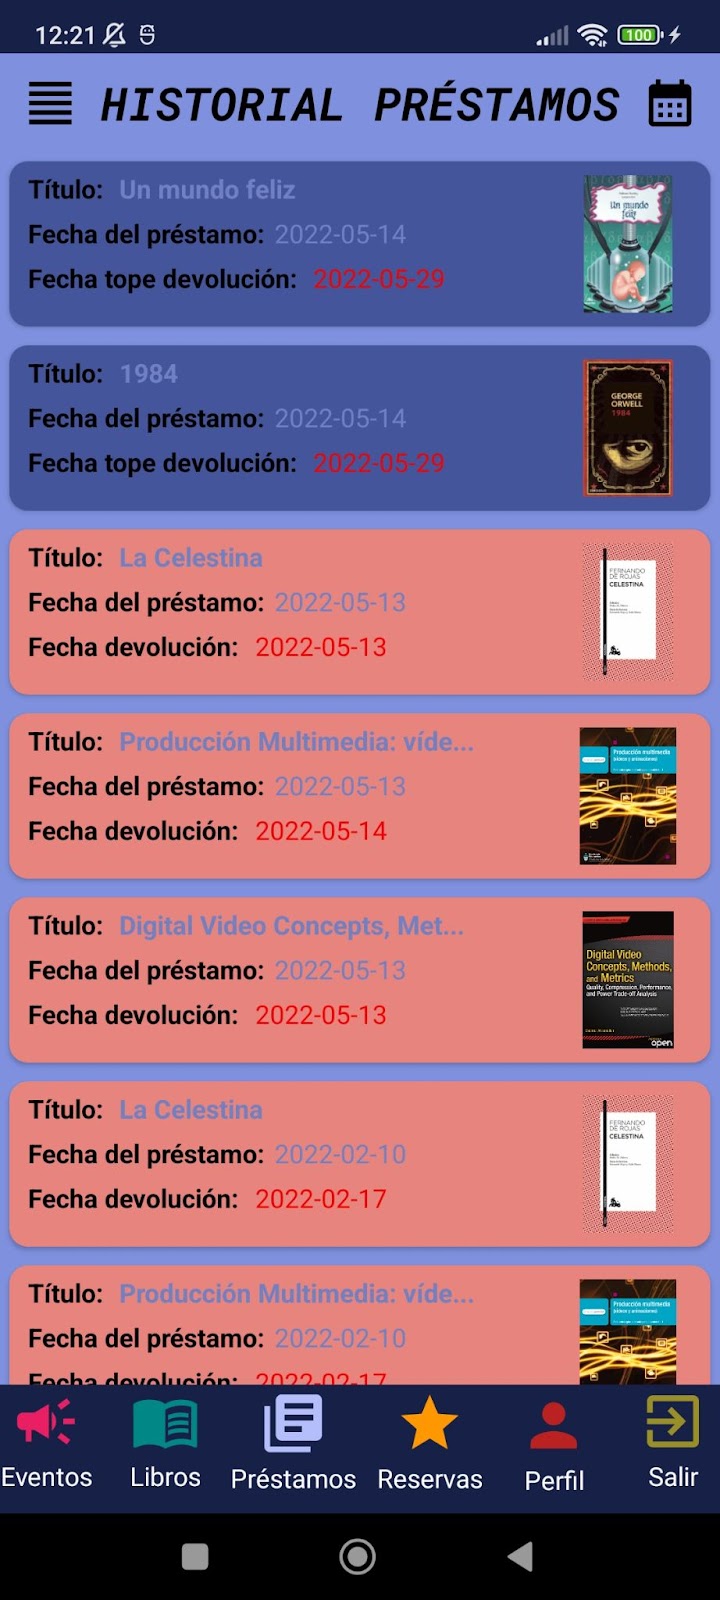 12:21
100
HISTORIAL PRÉSTAMOS
Título: Un mundo feliz
Fecha del préstamo: 2022-05-14
Fecha tope devolución: 2022-05-29
Un mundo feliz
Título: 1984
Fecha del préstamo: 2022-05-14
Fecha tope devolución: 2022-05-29
GEORGE
ORWELL
1984
Título: La Celestina
Fecha del préstamo: 2022-05-13
Fecha devolución: 2022-05-13
FERNANDO
DE ROJAS
CELESTINA
Título: Producción Multimedia: víde...
Fecha del préstamo: 2022-05-13
Fecha devolución: 2022-05-14
Producción multimedia
Título: Digital Video Concepts, Met...
Fecha del préstamo: 2022-05-13
Fecha devolución: 2022-05-13
Digital Video
Concepts, Methods,
and Metrics
Quality, Compression, Performance,
and Power Trade-off Analysis
open
Título: La Celestina
Fecha del préstamo: 2022-02-10
Fecha devolución: 2022-02-17
FERNANDO
DE ROJAS
CELESTINA
Título: Producción Multimedia: víde...
Fecha del préstamo: 2022-02-10
Fecha devolución: 2022-02-17
Producción multimedia
Eventos
Libros
Préstamos
Reservas
Perfil
Salir